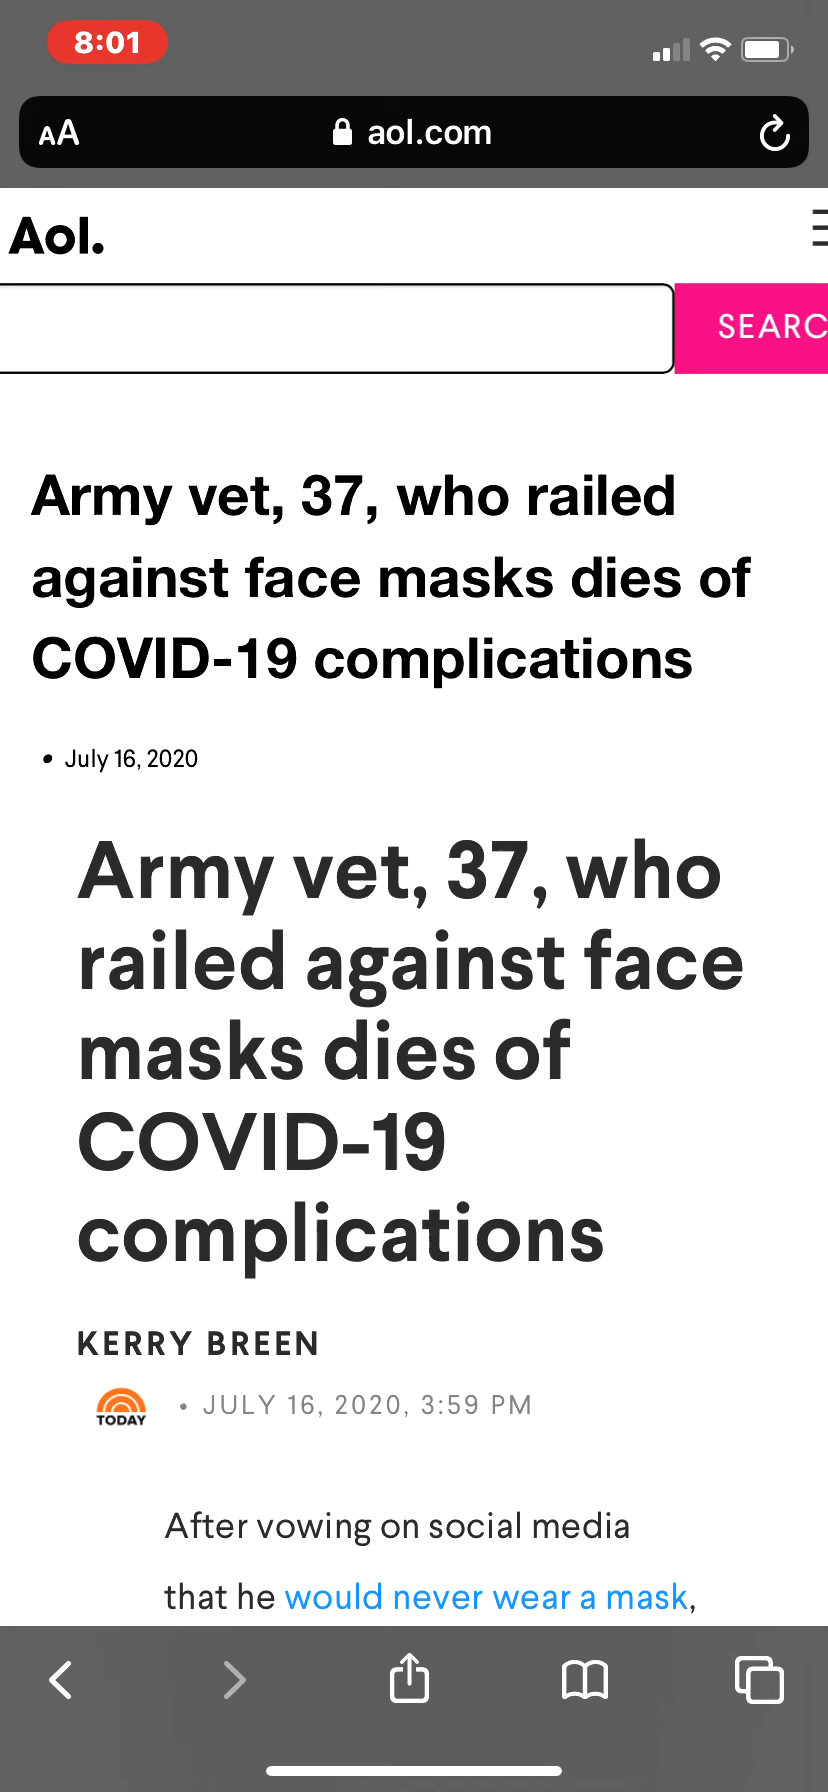 8:01
AA aol.com
Aol.
SEARC
Army vet, 37, who railed
against face masks dies of
COVID-19 complications
• July 16, 2020
Army vet, 37, who
railed against face
masks dies of
COVID-19
complications
KERRY BREEN
TODAY • JULY 16, 2020, 3:59 PM
After vowing on social media
that he would never wear a mask,